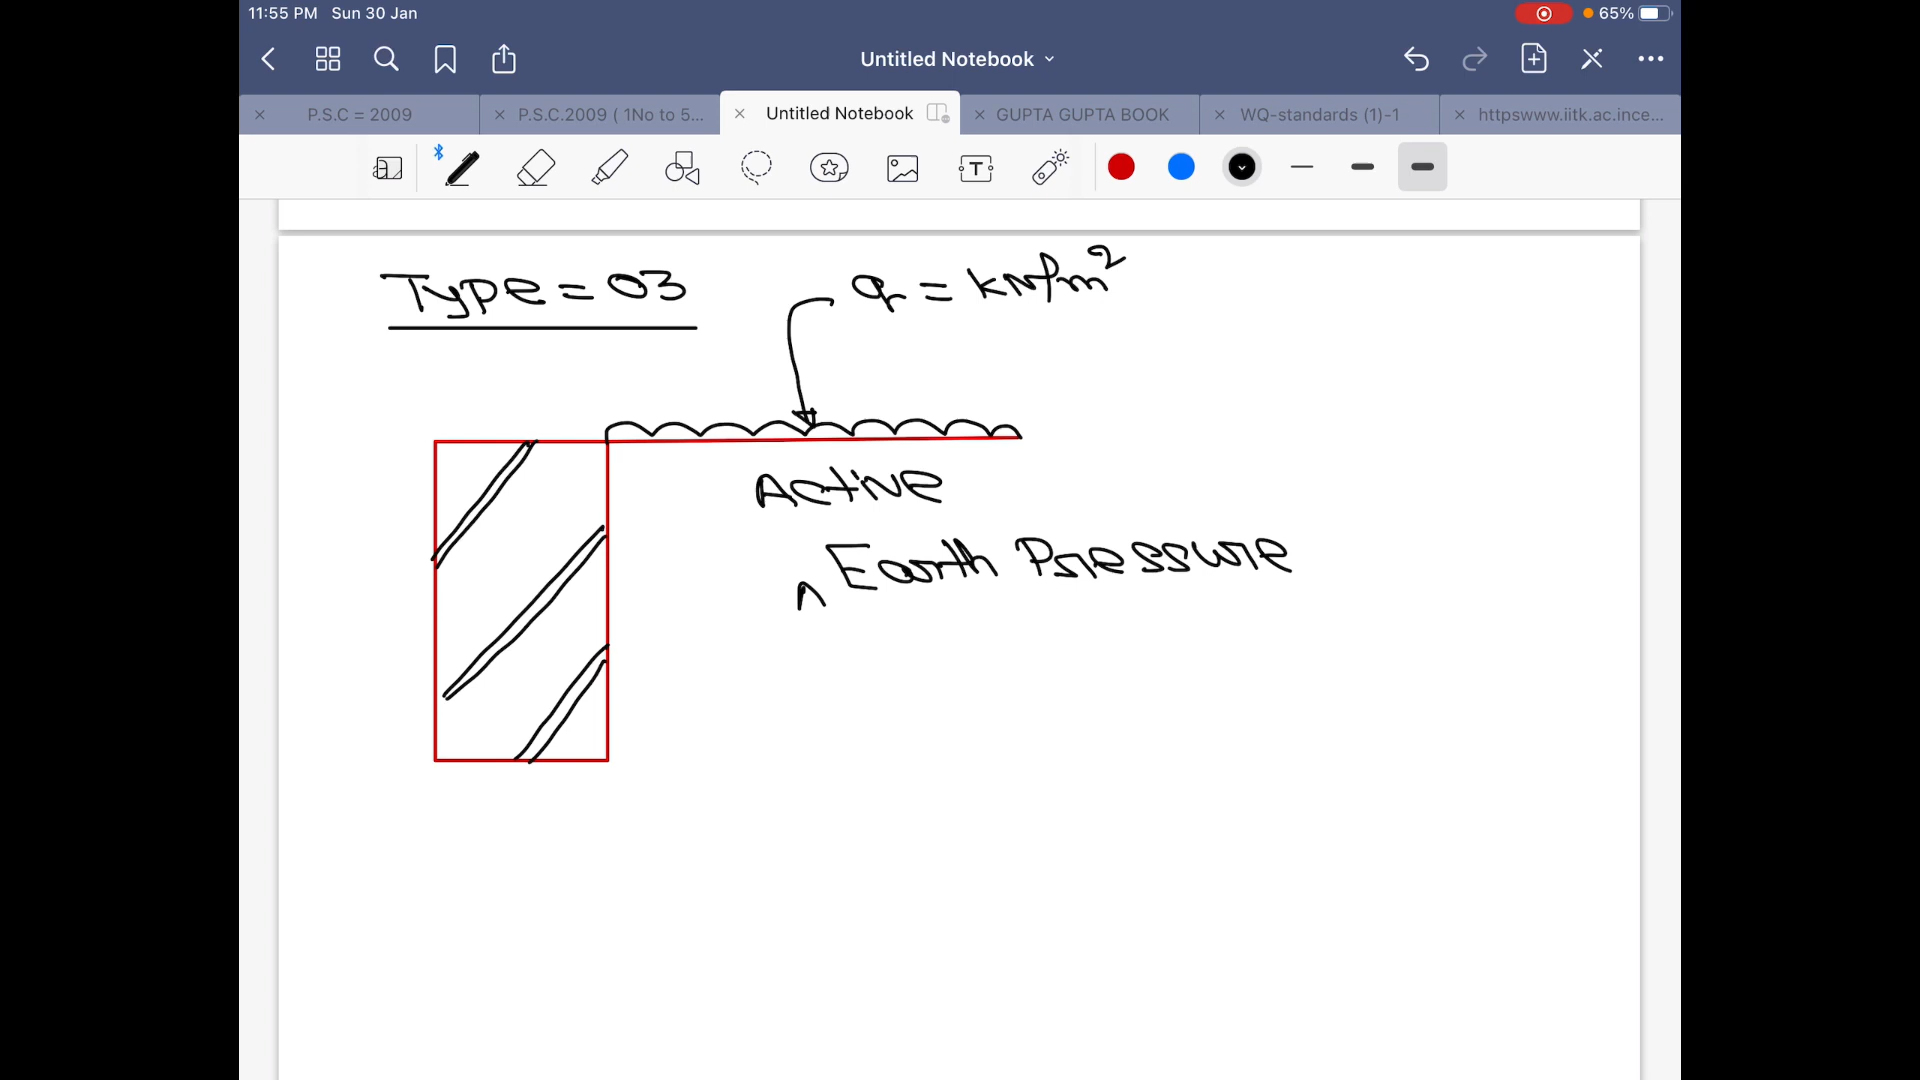 11:55 PM Sun 30 Jan
65%
Untitled Notebook
P.S.C = 2009
P.S.C.2009 ( 1No to 5...
Untitled Notebook
GUPTA GUPTA BOOK
WQ-standards (1)-1
httpswww.iitk.ac.ince...
Type = 03
q = kN/m²
Active
Earth Pressure